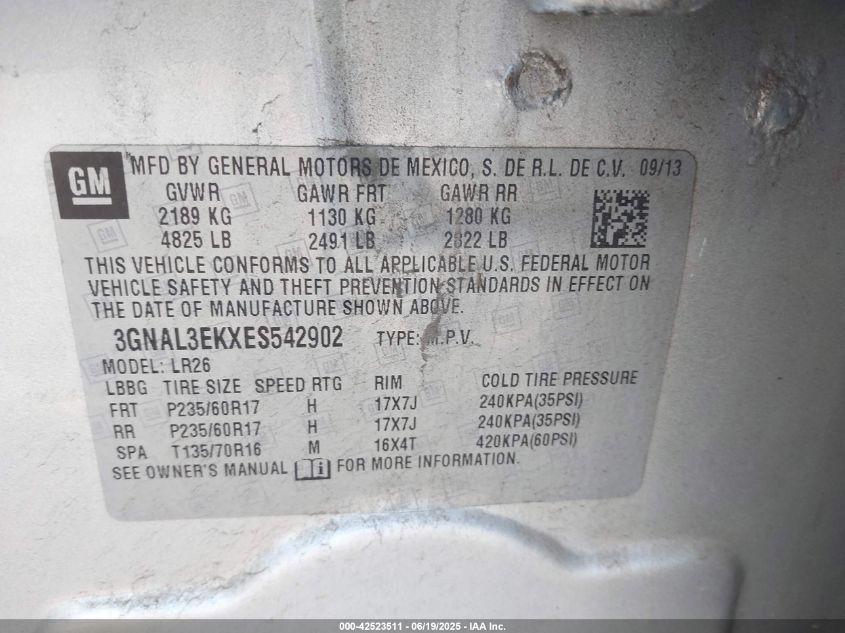 GM MFD BY GENERAL MOTORS DE MEXICO, S. DE R.L. DE C.V. 09/13
GVWR GAWR FRT GAWR RR
2189 KG 1130 KG 1280 KG
4825 LB 2491 LB 2822 LB
THIS VEHICLE CONFORMS TO ALL APPLICABLE U.S. FEDERAL MOTOR
VEHICLE SAFETY AND THEFT PREVENTION STANDARDS IN EFFECT ON
THE DATE OF MANUFACTURE SHOWN ABOVE.
3GNAL3EKXES542902 TYPE: M.P.V.
MODEL: LR26
LBBG TIRE SIZE SPEED RTG RIM COLD TIRE PRESSURE
FRT P235/60R17 H 17X7J 240KPA(35PSI)
RR P235/60R17 H 17X7J 240KPA(35PSI)
SPA T135/70R16 M 16X4T 420KPA(60PSI)
SEE OWNER'S MANUAL FOR MORE INFORMATION.
000-42523511 - 06/19/2025 - IAA Inc.